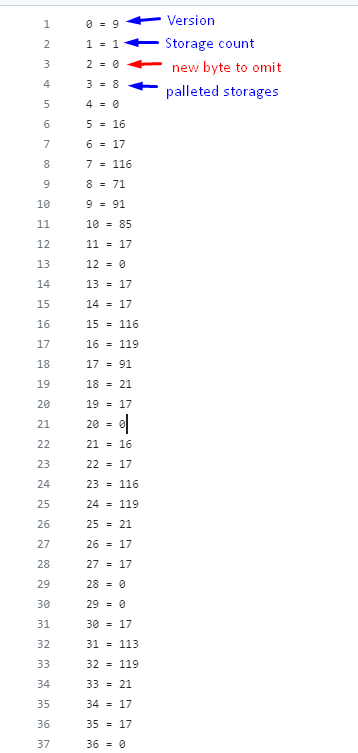 1 0 = 9 Version
2 1 = 1 Storage count
3 2 = 0 new byte to omit
4 3 = 8 palleted storages
5 4 = 0
6 5 = 16
7 6 = 17
8 7 = 116
9 8 = 71
10 9 = 91
11 10 = 85
12 11 = 17
13 12 = 0
14 13 = 17
15 14 = 17
16 15 = 116
17 16 = 119
18 17 = 91
19 18 = 21
20 19 = 17
21 20 = 0
22 21 = 16
23 22 = 17
24 23 = 116
25 24 = 119
26 25 = 21
27 26 = 17
28 27 = 17
29 28 = 0
30 29 = 0
31 30 = 17
32 31 = 113
33 32 = 119
34 33 = 21
35 34 = 17
36 35 = 17
37 36 = 0